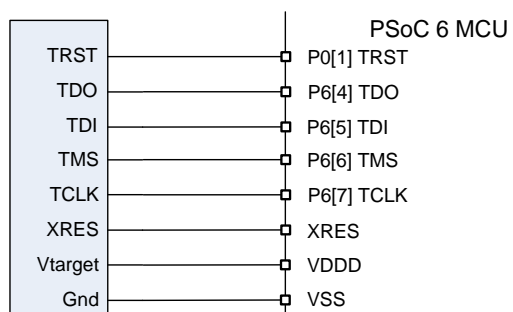 PSoC 6 MCU
TRST P0[1] TRST
TDO P6[4] TDO
TDI P6[5] TDI
TMS P6[6] TMS
TCLK P6[7] TCLK
XRES XRES
Vtarget VDDD
Gnd VSS